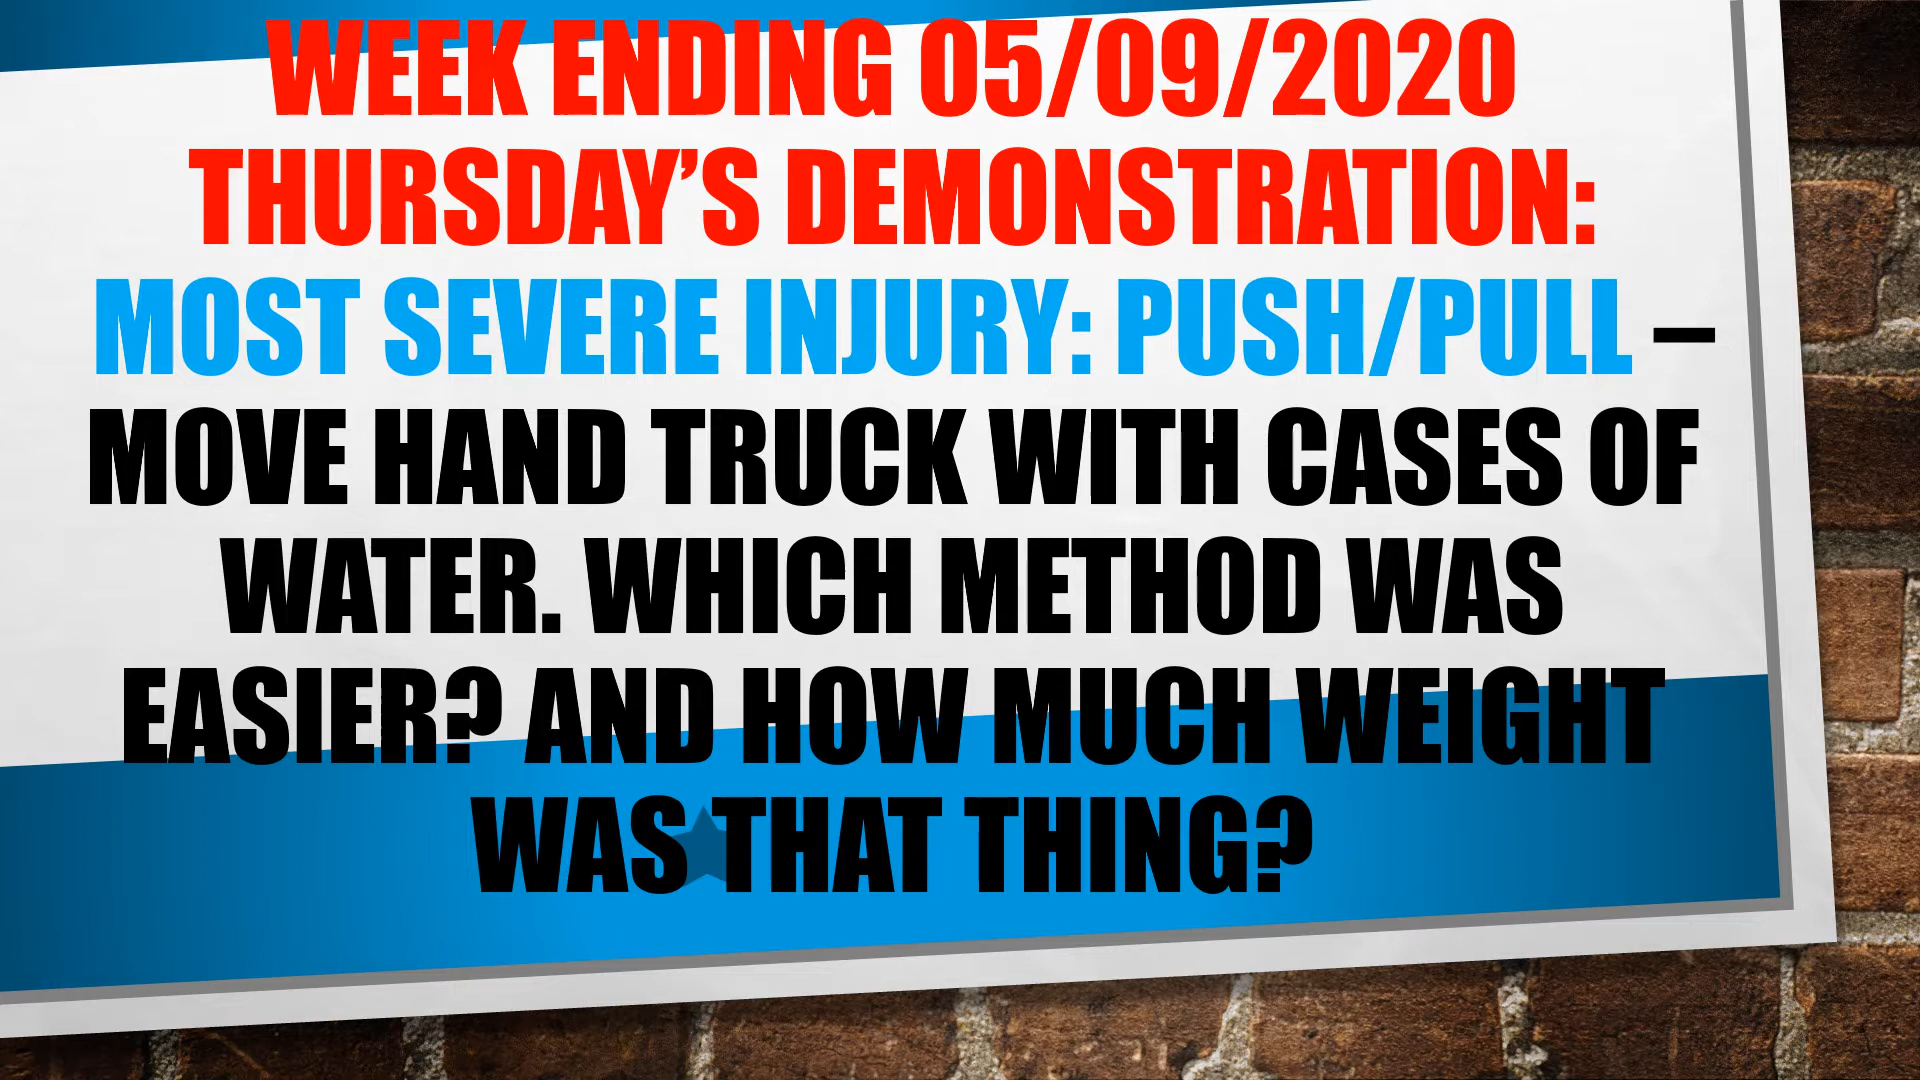 WEEK ENDING 05/09/2020
THURSDAY’S DEMONSTRATION:
MOST SEVERE INJURY: PUSH/PULL –
MOVE HAND TRUCK WITH CASES OF
WATER. WHICH METHOD WAS
EASIER? AND HOW MUCH WEIGHT
WAS THAT THING?